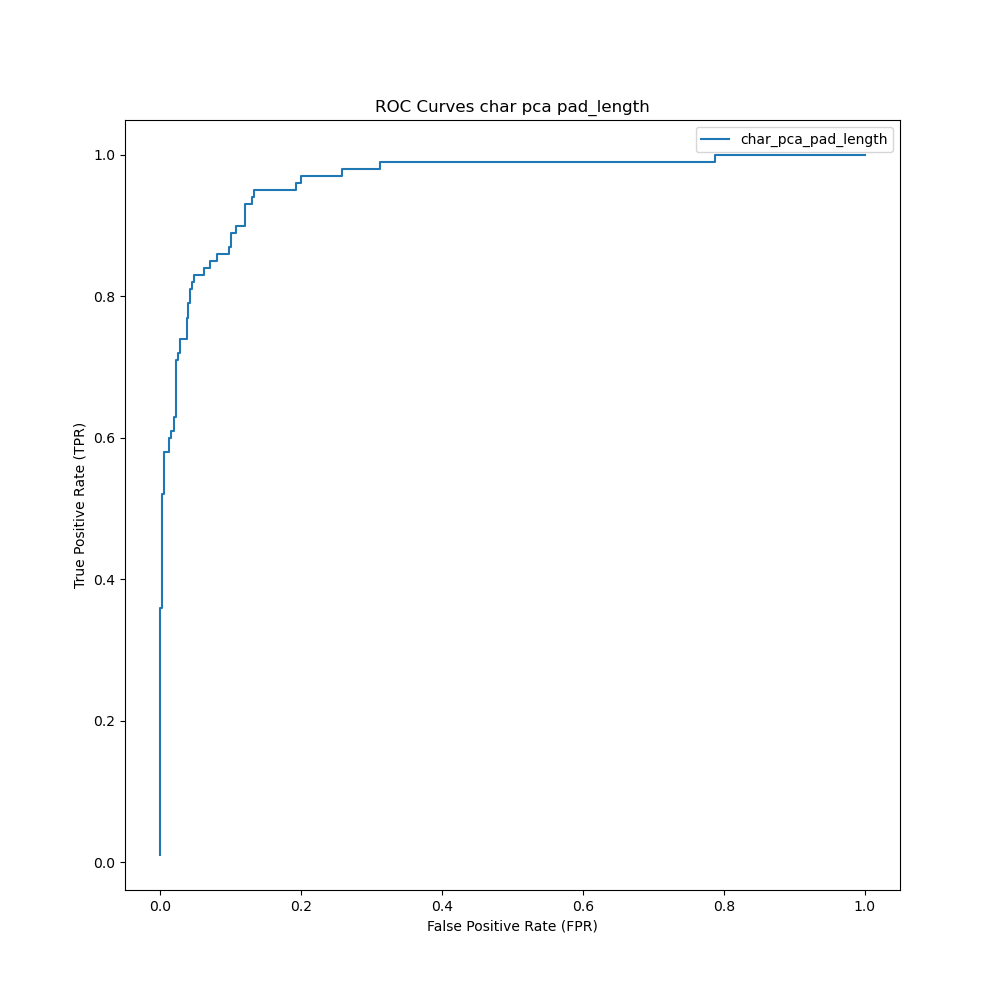 ROC Curves char pca pad_length
char_pca_pad_length
1.0
0.8
0.6
0.4
0.2
0.0
True Positive Rate (TPR)
0.0 0.2 0.4 0.6 0.8 1.0
False Positive Rate (FPR)